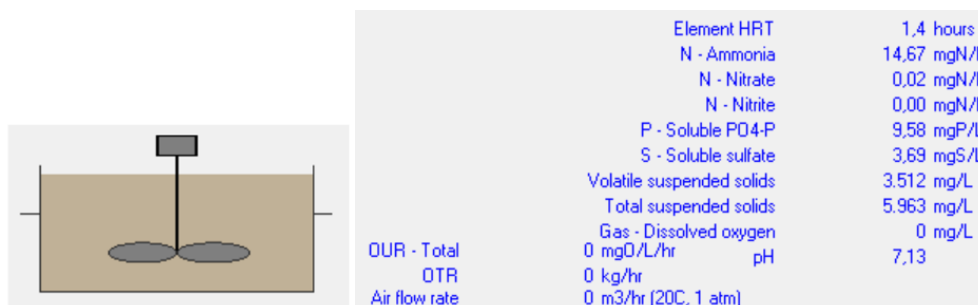 Element HRT 1,4 hours
N - Ammonia 14,67 mgN/L
N - Nitrate 0,02 mgN/L
N - Nitrite 0,00 mgN/L
P - Soluble PO4-P 9,58 mgP/L
S - Soluble sulfate 3,69 mgS/L
Volatile suspended solids 3.512 mg/L
Total suspended solids 5.963 mg/L
Gas - Dissolved oxygen 0 mg/L
OUR - Total 0 mgO/L/hr pH 7,13
OTR 0 kg/hr
Air flow rate 0 m3/hr (20C, 1 atm)